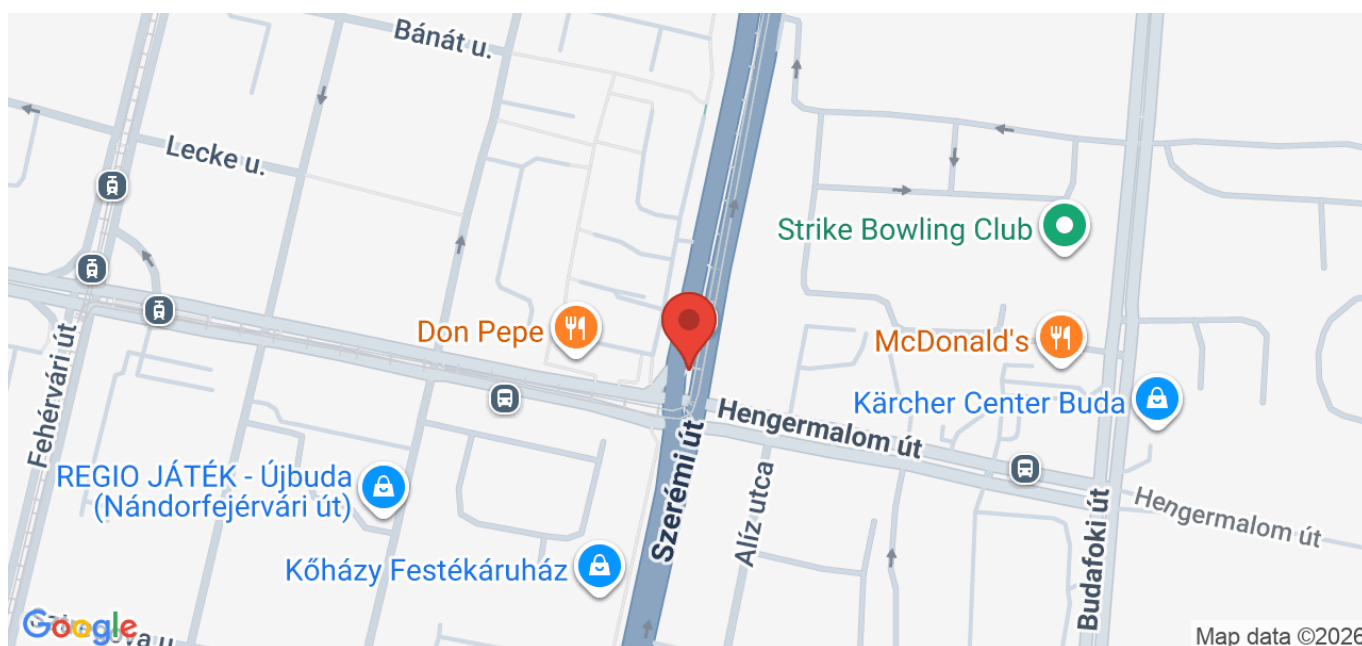 Bánát u.
Lecke u.
Strike Bowling Club
Don Pepe
McDonald's
Fehérvári út
Kärcher Center Buda
Hengermalom út
REGIO JÁTÉK - Újbuda
(Nándorfejérvári út)
Szerémi út
Alíz utca
Hengermalom út
Budafoki út
Kőházy Festékáruház
Google
Map data ©2026